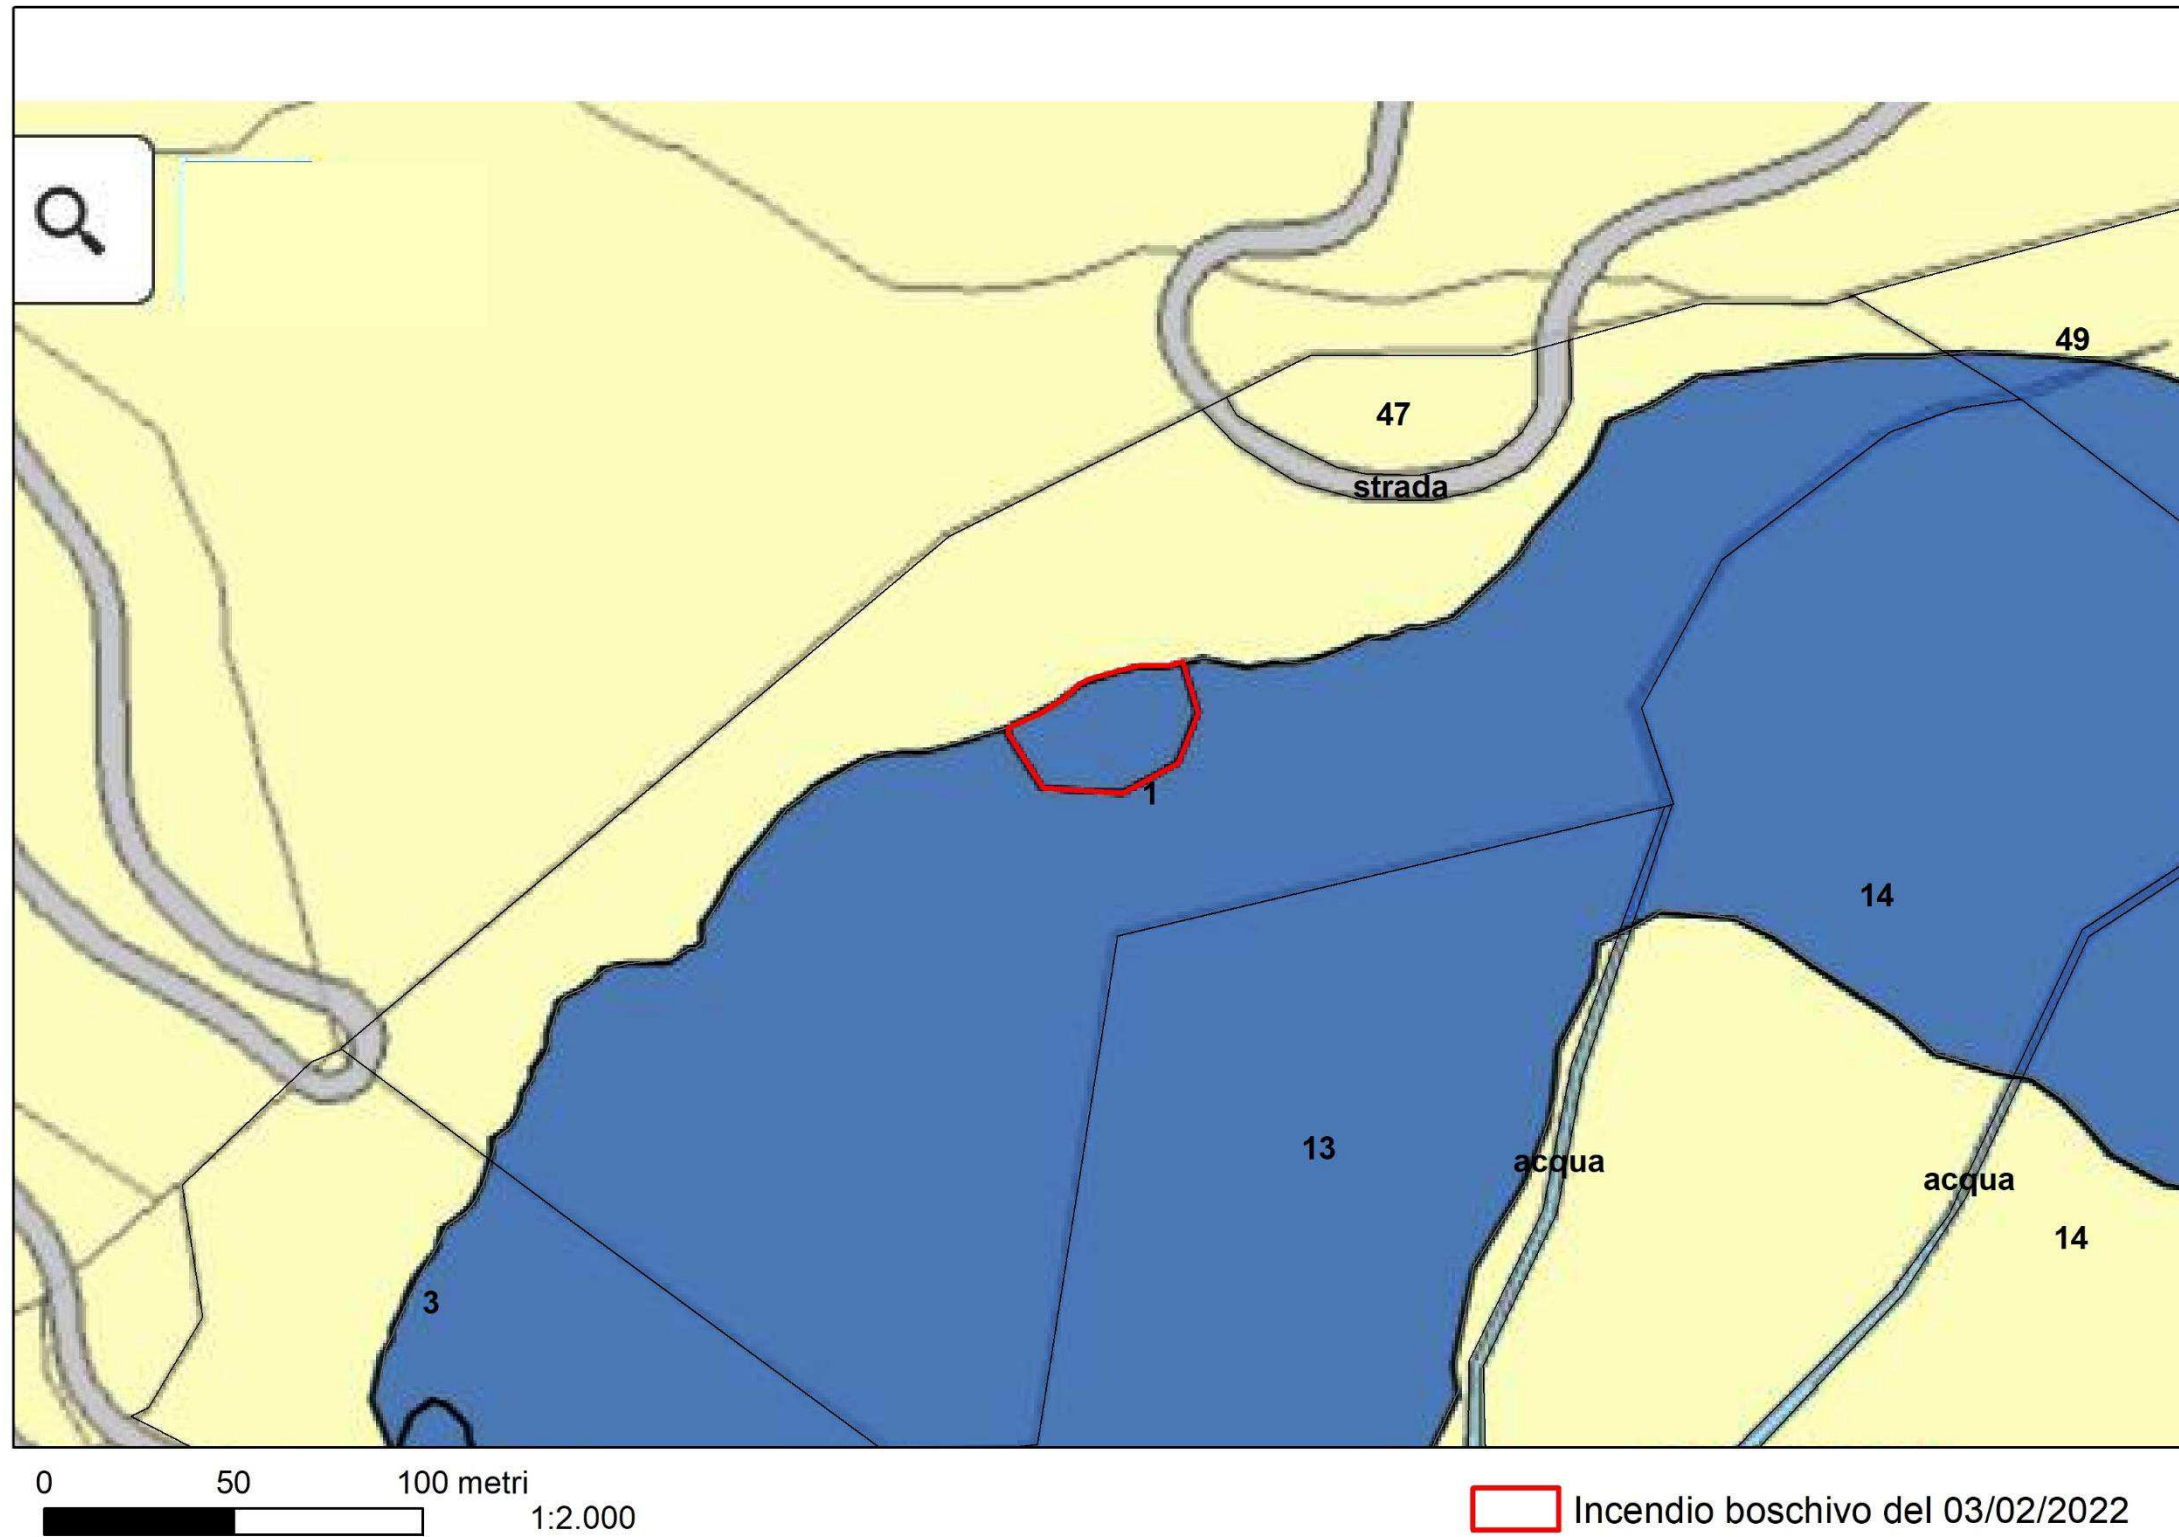 49
47
strada
1
14
13
acqua
acqua
14
3
0 50 100 metri
1:2.000
Incendio boschivo del 03/02/2022